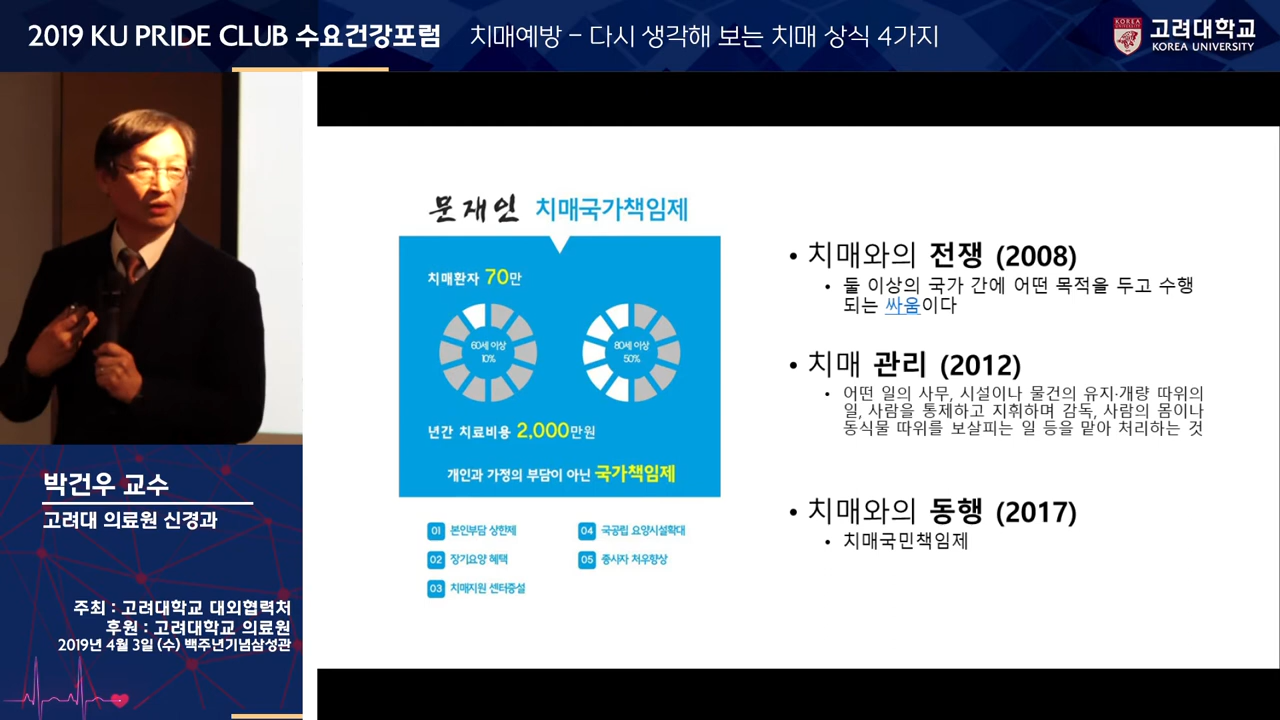 2019 KU PRIDE CLUB 수요건강포럼 치매예방 – 다시 생각해 보는 치매 상식 4가지
KOREA UNIVERSITY
고려대학교
KOREA UNIVERSITY
문재인 치매국가책임제
치매환자 70만
60세 이상
10%
80세 이상
50%
년간 치료비용 2,000만원
개인과 가정의 부담이 아닌 국가책임제
01 본인부담 상한제
02 장기요양 혜택
03 치매지원 센터증설
04 국공립 요양시설확대
05 종사자 처우향상
• 치매와의 전쟁 (2008)
• 둘 이상의 국가 간에 어떤 목적을 두고 수행
되는 싸움이다
• 치매 관리 (2012)
• 어떤 일의 사무, 시설이나 물건의 유지·개량 따위의
일, 사람을 통제하고 지휘하며 감독, 사람의 몸이나
동식물 따위를 보살피는 일 등을 맡아 처리하는 것
• 치매와의 동행 (2017)
• 치매국민책임제
박건우 교수
고려대 의료원 신경과
주최 : 고려대학교 대외협력처
후원 : 고려대학교 의료원
2019년 4월 3일 (수) 백주년기념삼성관